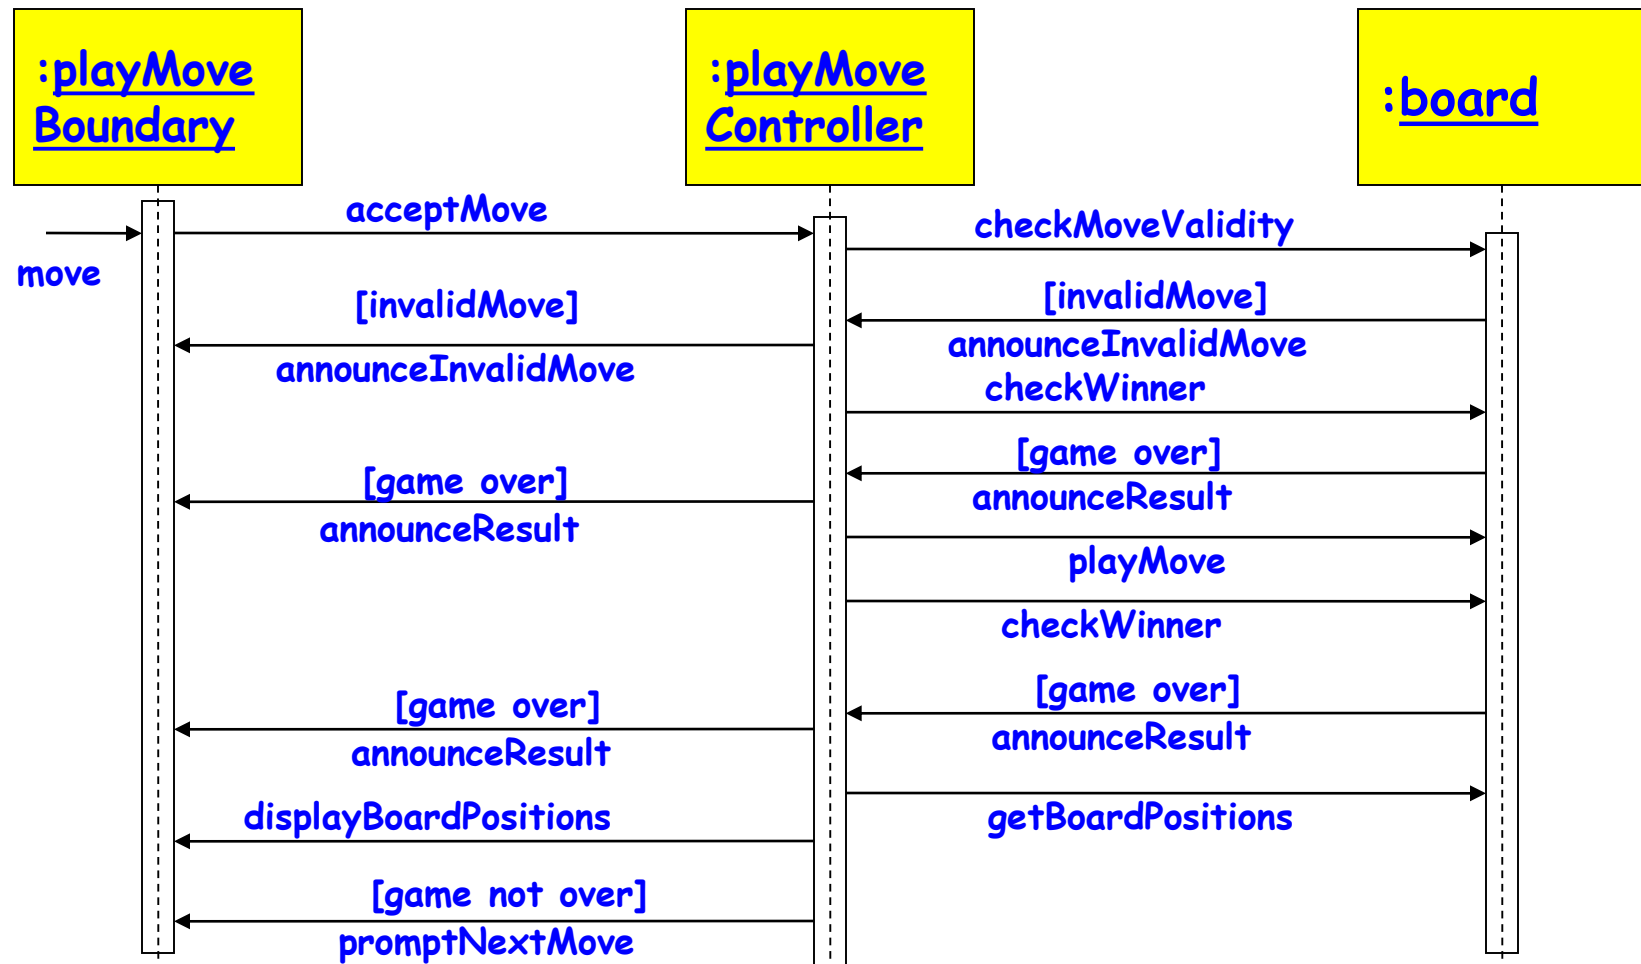 :playMove
Boundary
:playMove
Controller
:board
move
acceptMove
checkMoveValidity
[invalidMove]
announceInvalidMove
[invalidMove]
announceInvalidMove
checkWinner
[game over]
announceResult
[game over]
announceResult
playMove
checkWinner
[game over]
announceResult
[game over]
announceResult
getBoardPositions
displayBoardPositions
[game not over]
promptNextMove